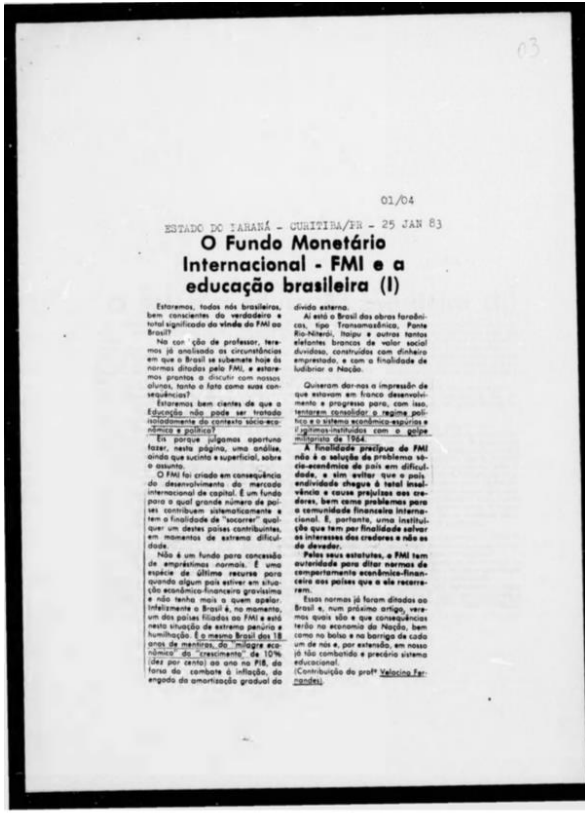 03
01/04
ESTADO DO PARANÁ - CURITIBA/PR - 25 JAN 83
O Fundo Monetário
Internacional - FMI e a
educação brasileira (I)
Estaremos, todos nós brasileiros,
bem conscientes do verdadeiro e
total significado da vinda do FMI ao
Brasil?
Na condição de professor, tere-
mos já analisado as circunstâncias
em que o Brasil se submete hoje às
normas ditadas pelo FMI, e estare-
mos prontos a discutir com nossos
alunos, tanto o fato como suas con-
seqüências?
Estaremos bem cientes de que a
Educação não pode ser tratada
isoladamente do contexto sócio-eco-
nômico e político?
Eis porque julgamos oportuno
fazer, nesta página, uma análise,
ainda que sucinta e superficial, sobre
o assunto.
O FMI foi criado em conseqüência
do desenvolvimento do mercado
internacional de capital. É um fundo
para o qual grande número de paí-
ses contribuem sistematicamente e
tem a finalidade de "socorrer" qual-
quer um destes países contribuintes,
em momentos de extrema dificul-
dade.
Não é um fundo para concessão
de empréstimos normais. É uma
espécie de último recurso para
quando algum país estiver em situa-
ção econômico-financeira gravíssima
e não tenha mais a quem apelar.
Infelizmente o Brasil é, no momento,
um dos países filiados ao FMI e está
nesta situação de extrema penúria e
humilhação. É o mesmo Brasil dos 18
anos de mentiras, do "milagre eco-
nômico" do "crescimento" de 10%
(dez por cento) ao ano no PIB, da
farsa do combate à inflação, do
engodo da amortização gradual da
dívida externa.
Aí está o Brasil das obras faraôni-
cas, tipo Transamazônica, Ponte
Rio-Niterói, Itaipu e outros tantos
elefantes brancos de valor social
duvidoso, construídos com dinheiro
emprestado, e com a finalidade de
ludibriar a Nação.
Quiseram dar-nos a impressão de
que estavam em franco desenvolvi-
mento e progresso para, com isso,
tentarem consolidar o regime polí-
tico e o sistema econômico-espúrios e
ilegítimos-instituídos com o golpe
militarista de 1964.
A finalidade precípua do FMI
não é a solução do problema só-
cio-econômico do país em dificul-
dade, e sim evitar que o país
endividado chegue à total insol-
vência e cause prejuízos aos cre-
dores, bem como problemas para
a comunidade financeira interna-
cional. É, portanto, uma institui-
ção que tem por finalidade salvar
os interesses dos credores e não os
do devedor.
Pelos seus estatutos, o FMI tem
autoridade para ditar normas de
comportamento econômico-finan-
ceiro aos países que a ele recorre-
rem.
Essas normas já foram ditadas ao
Brasil e, num próximo artigo, vere-
mos quais são e que conseqüências
terão na economia da Nação, bem
como no bolso e na barriga de cada
um de nós e, por extensão, em nosso
já tão combatido e precário sistema
educacional.
(Contribuição do profº Valacino Fer-
nandes).